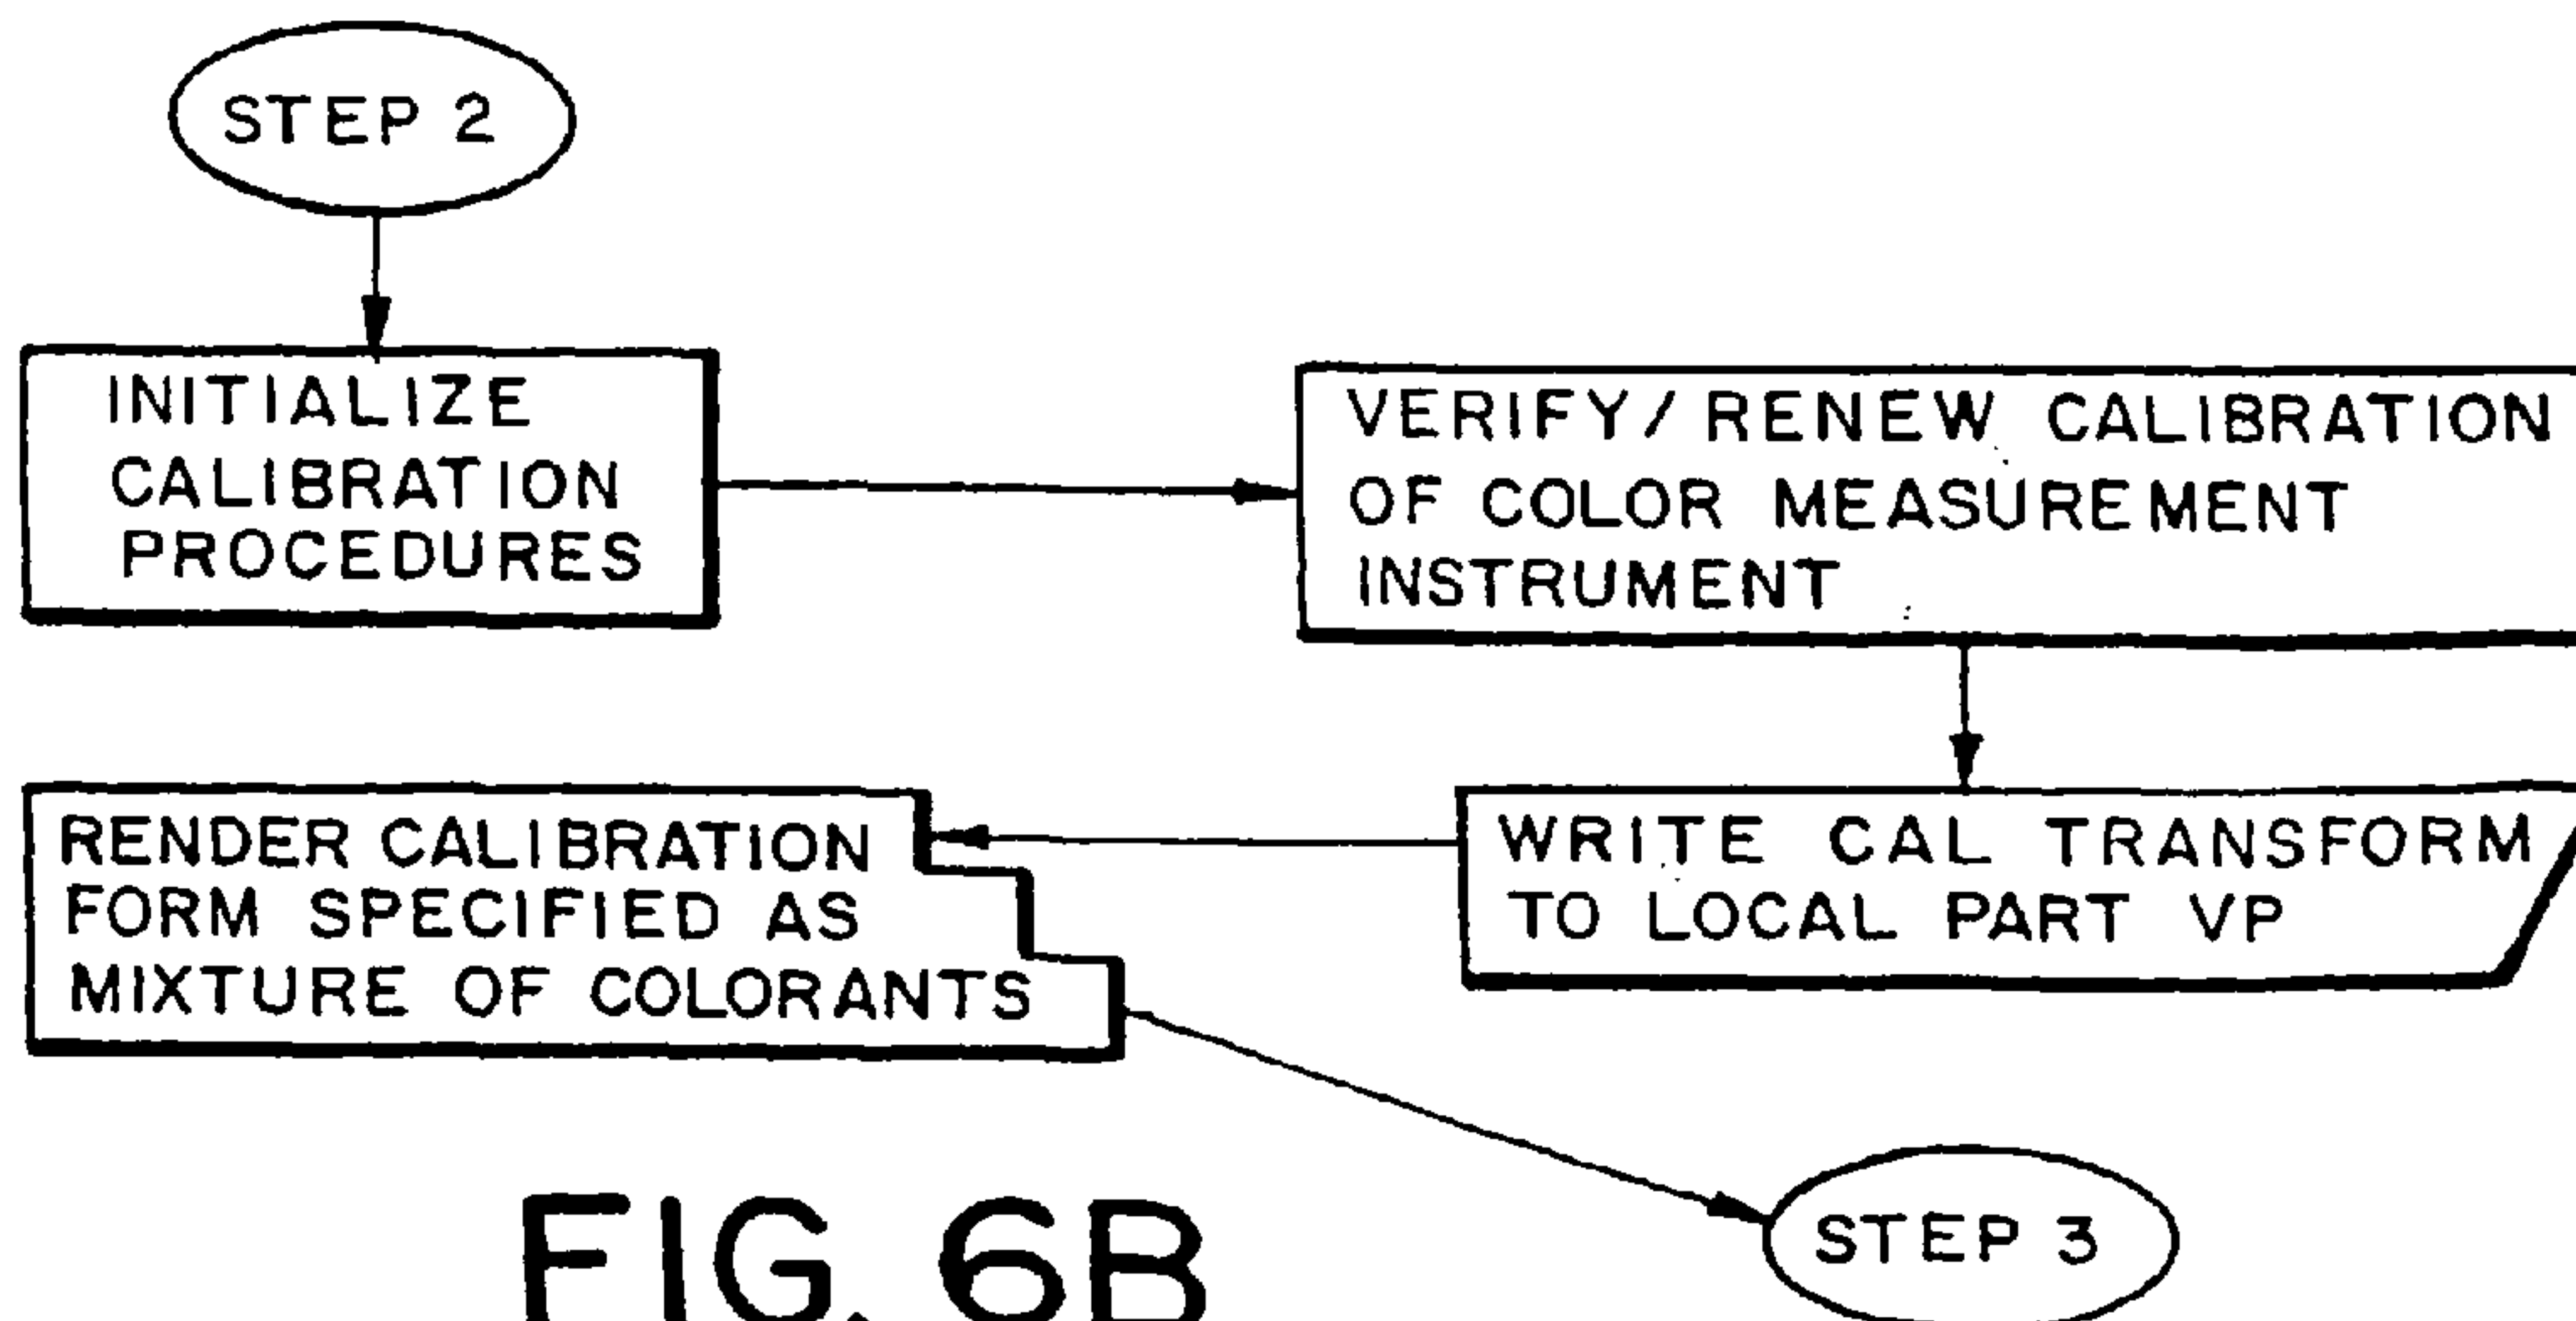 STEP 2
INITIALIZE
CALIBRATION
PROCEDURES
VERIFY/RENEW CALIBRATION
OF COLOR MEASUREMENT
INSTRUMENT
WRITE CAL TRANSFORM
TO LOCAL PART VP
RENDER CALIBRATION
FORM SPECIFIED AS
MIXTURE OF COLORANTS
STEP 3
FIG. 6B